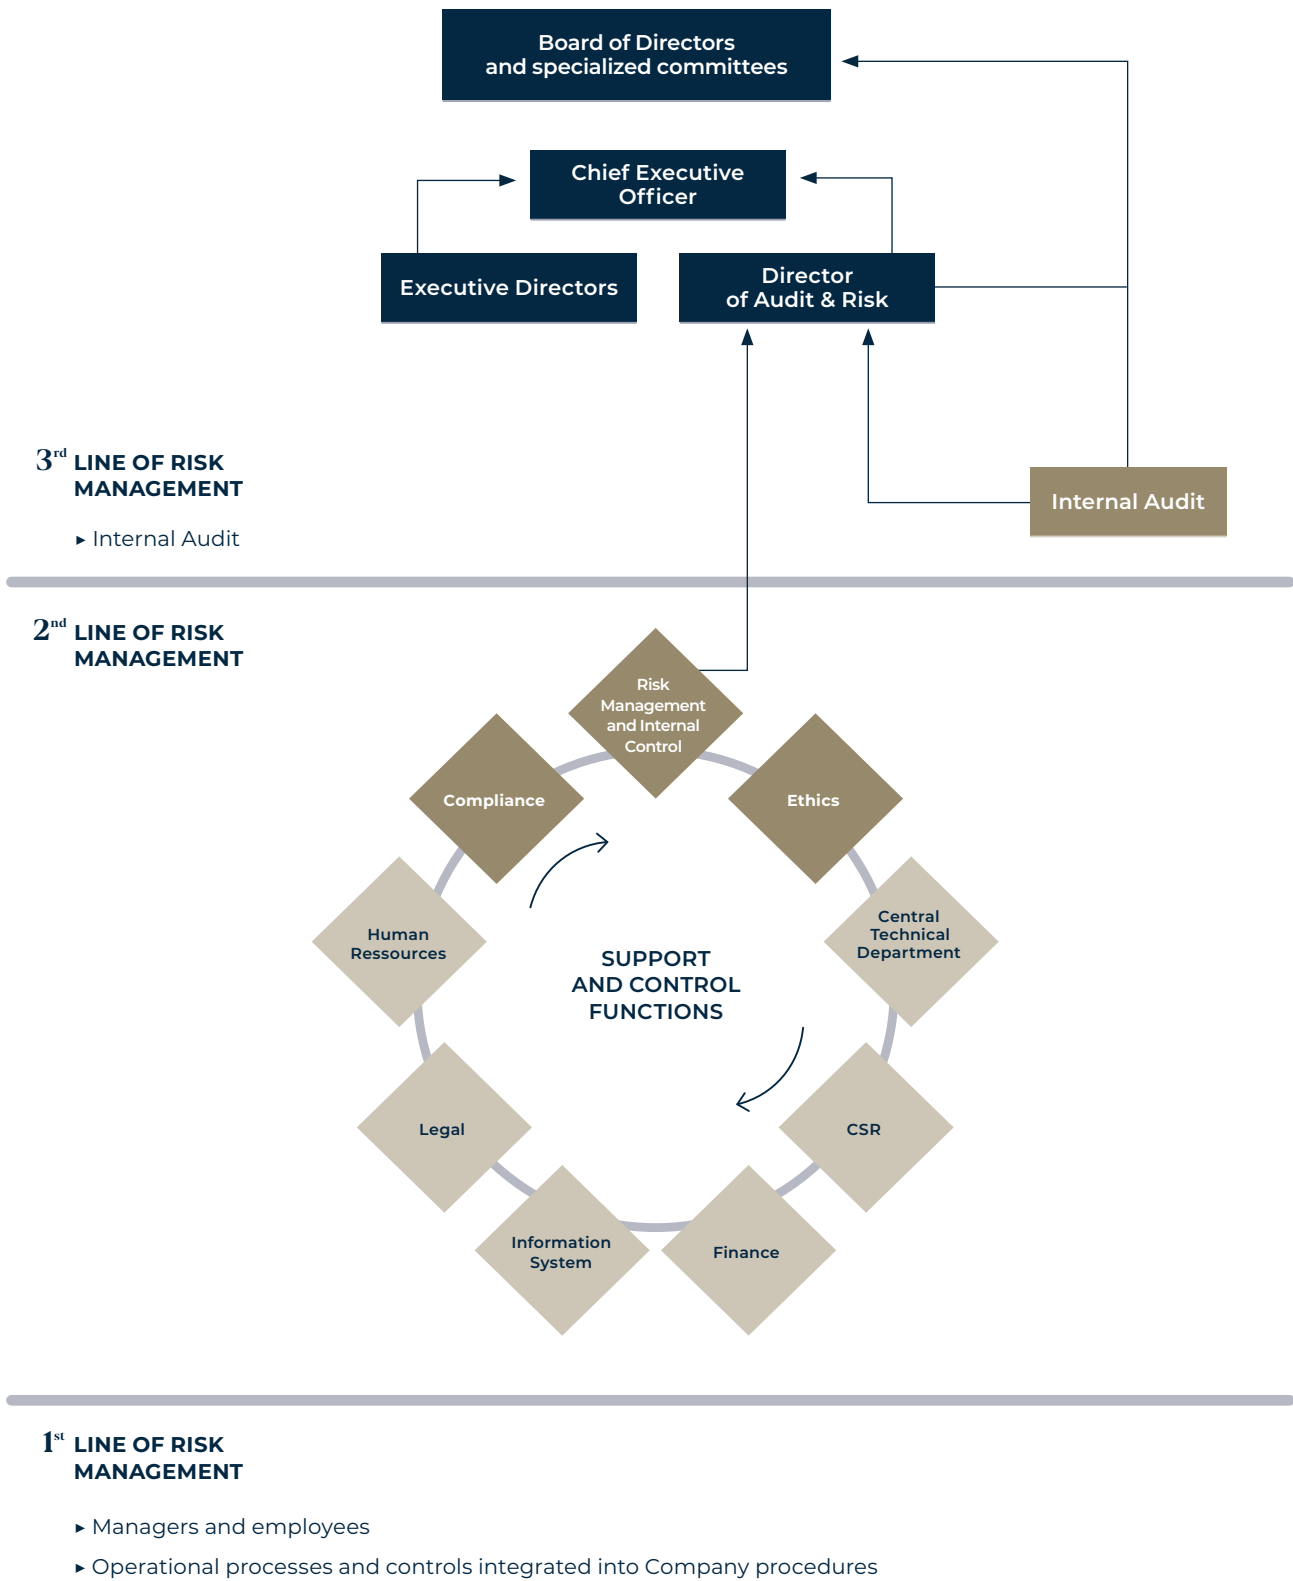 Board of Directors
and specialized committees
Chief Executive
Officer
Executive Directors
Director
of Audit & Risk
3rd LINE OF RISK
MANAGEMENT
▸ Internal Audit
Internal Audit
2nd LINE OF RISK
MANAGEMENT
Risk
Management
and Internal
Control
Compliance
Ethics
Human
Ressources
Central
Technical
Department
SUPPORT
AND CONTROL
FUNCTIONS
Legal
CSR
Information
System
Finance
1st LINE OF RISK
MANAGEMENT
▸ Managers and employees
▸ Operational processes and controls integrated into Company procedures